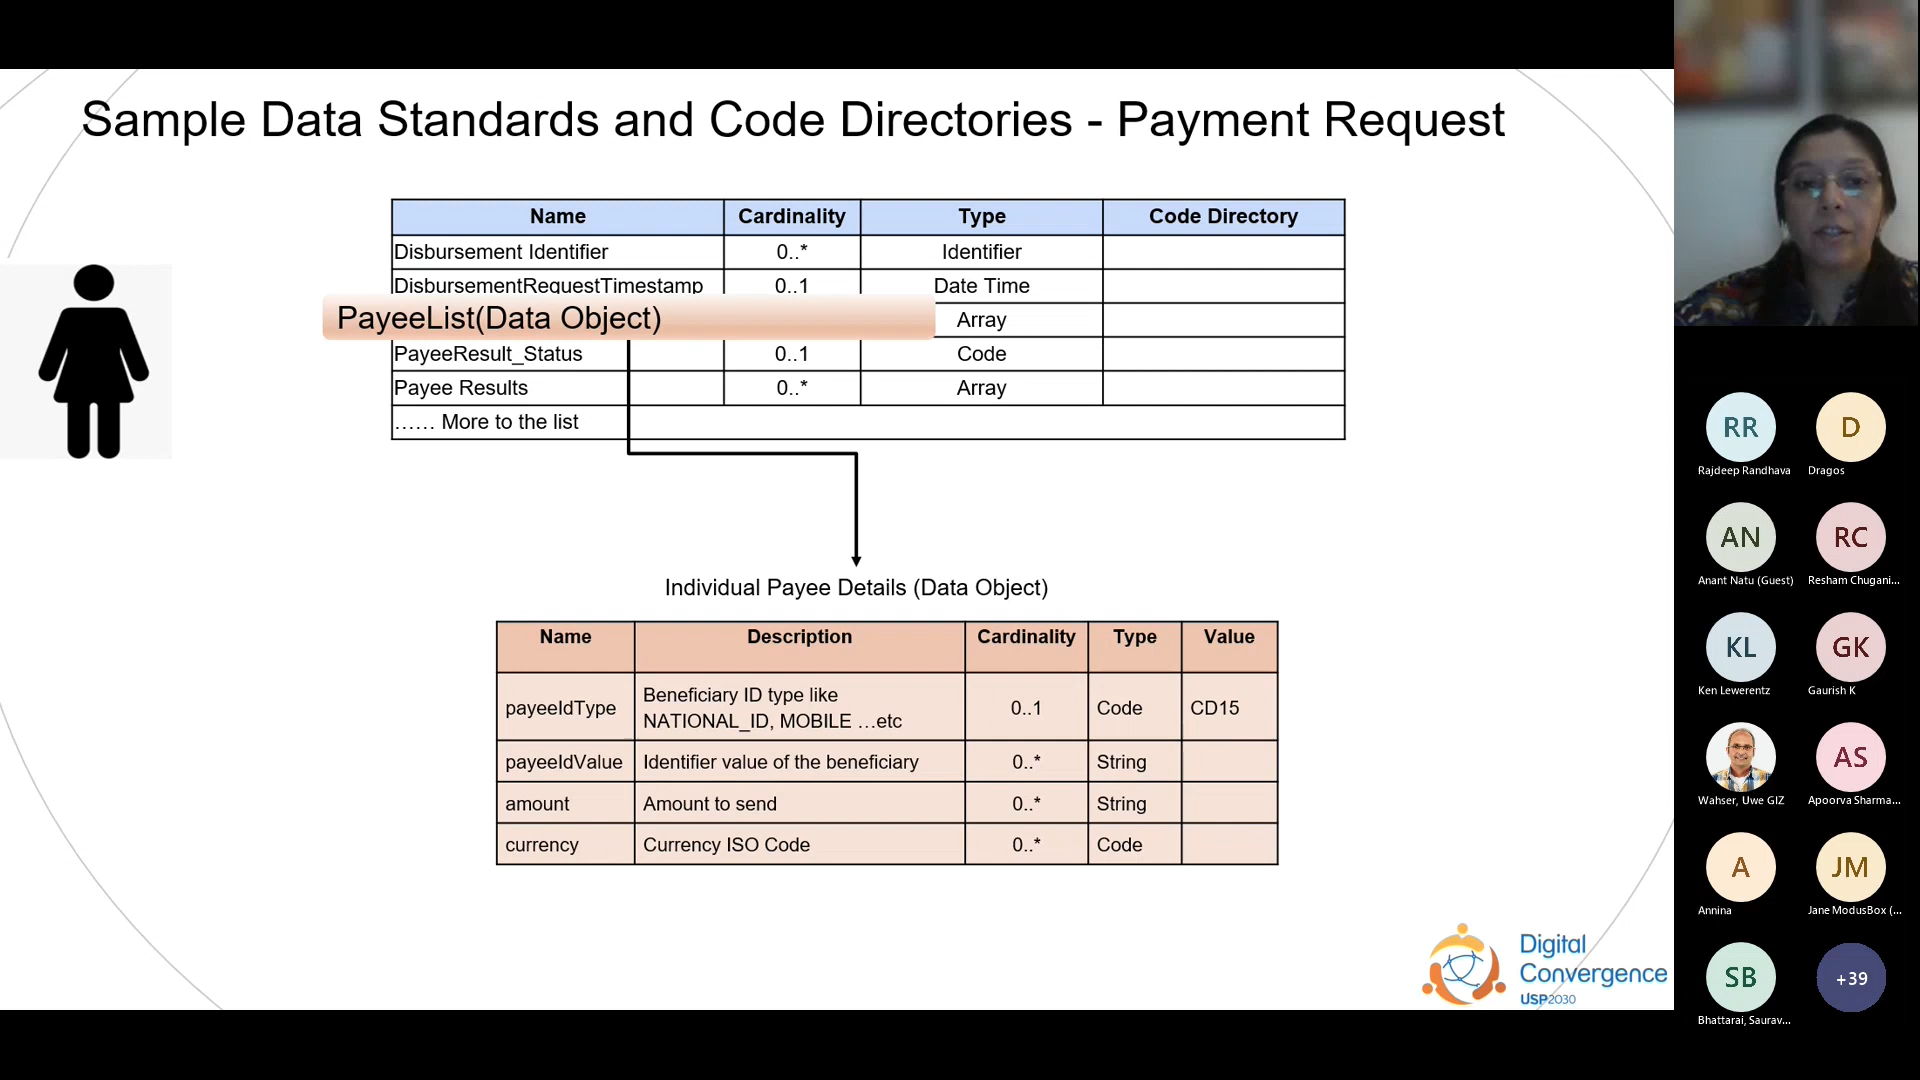 Sample Data Standards and Code Directories - Payment Request
Name Cardinality Type Code Directory
Disbursement Identifier 0..* Identifier
DisbursementRequestTimestamp 0..1 Date Time
PayeeList(Data Object) Array
PayeeResult_Status 0..1 Code
Payee Results 0..* Array
...... More to the list
Individual Payee Details (Data Object)
Name Description Cardinality Type Value
payeeIdType Beneficiary ID type like NATIONAL_ID, MOBILE ...etc 0..1 Code CD15
payeeIdValue Identifier value of the beneficiary 0..* String
amount Amount to send 0..* String
currency Currency ISO Code 0..* Code
Digital
Convergence
USP2030
RR D
Rajdeep Randhava Dragos
AN RC
Anant Natu (Guest) Resham Chugani...
KL GK
Ken Lewerentz Gaurish K
AS
Wahser, Uwe GIZ Apoorva Sharma...
A JM
Annina Jane ModusBox (...
SB +39
Bhattarai, Saurav...